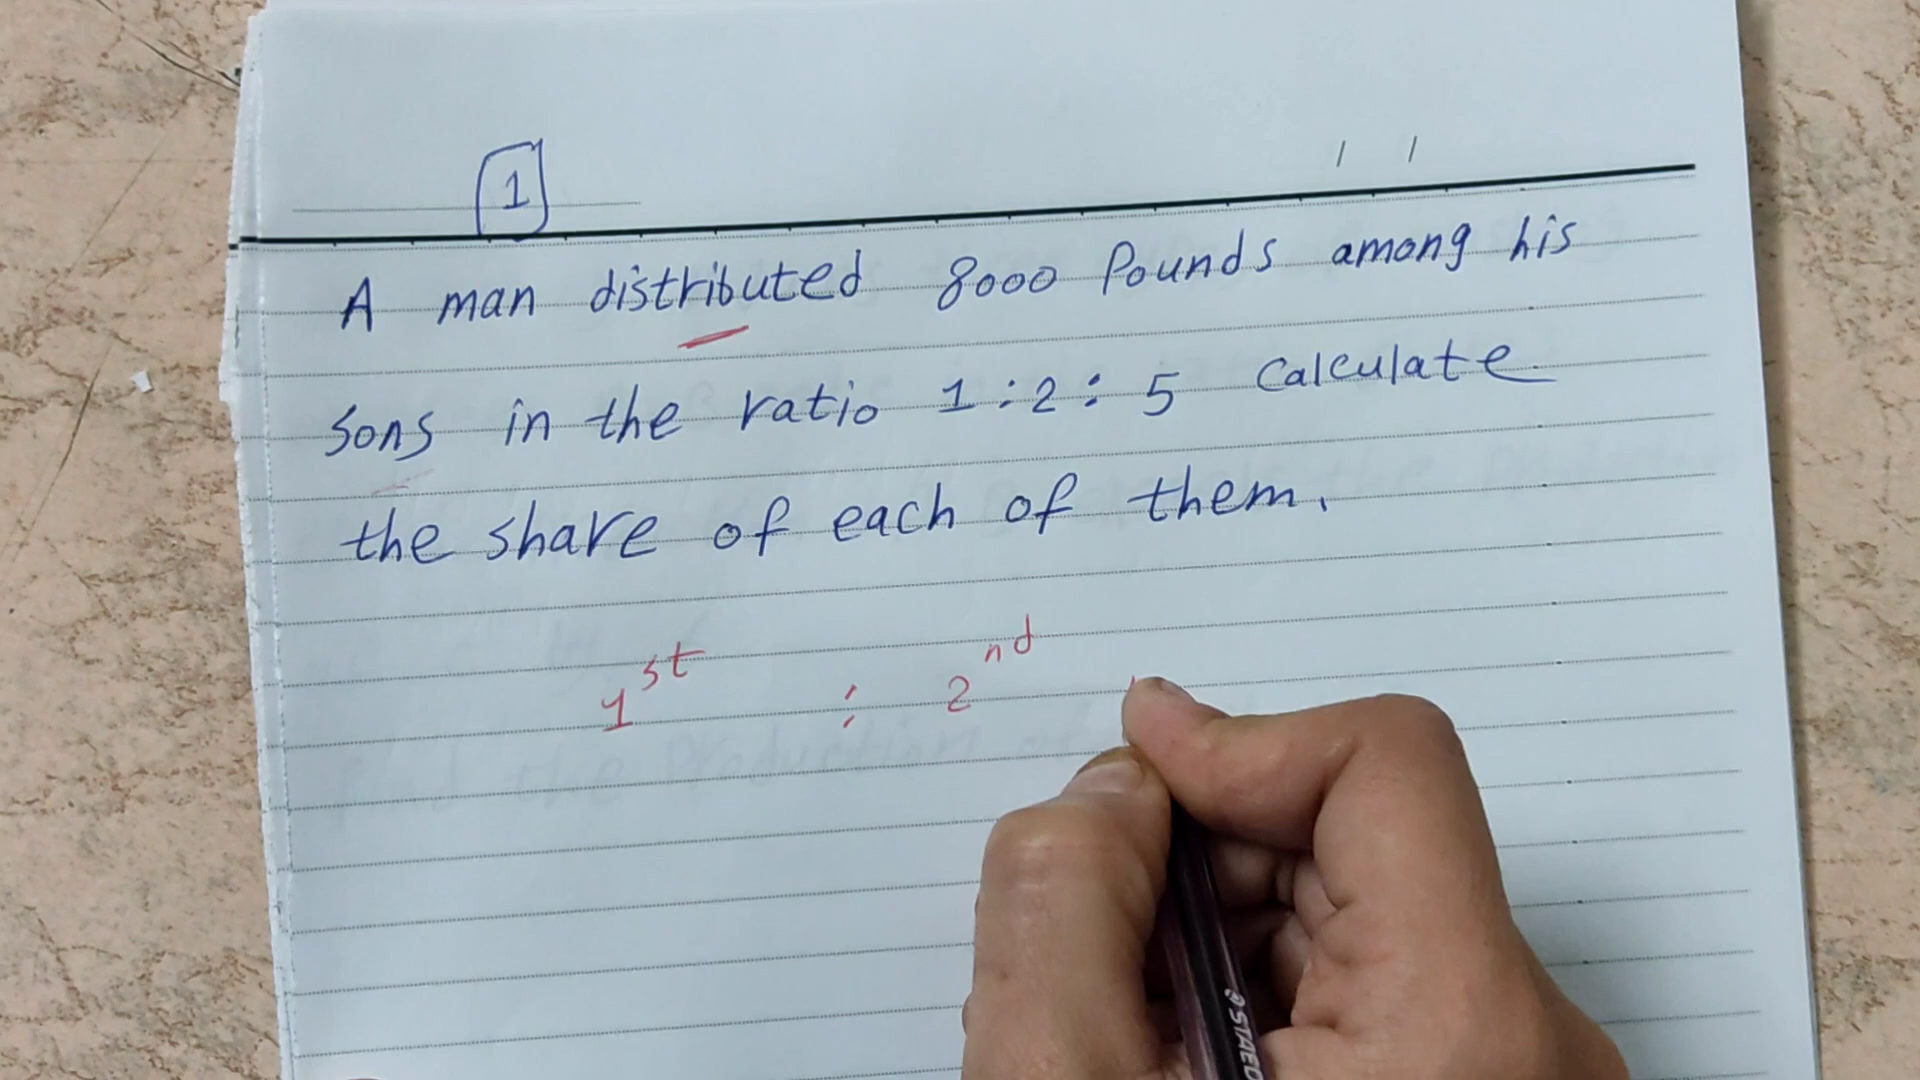 1
A man distributed 8000 Pounds among his
sons in the ratio 1 : 2 : 5 Calculate
the share of each of them.
1st : 2nd